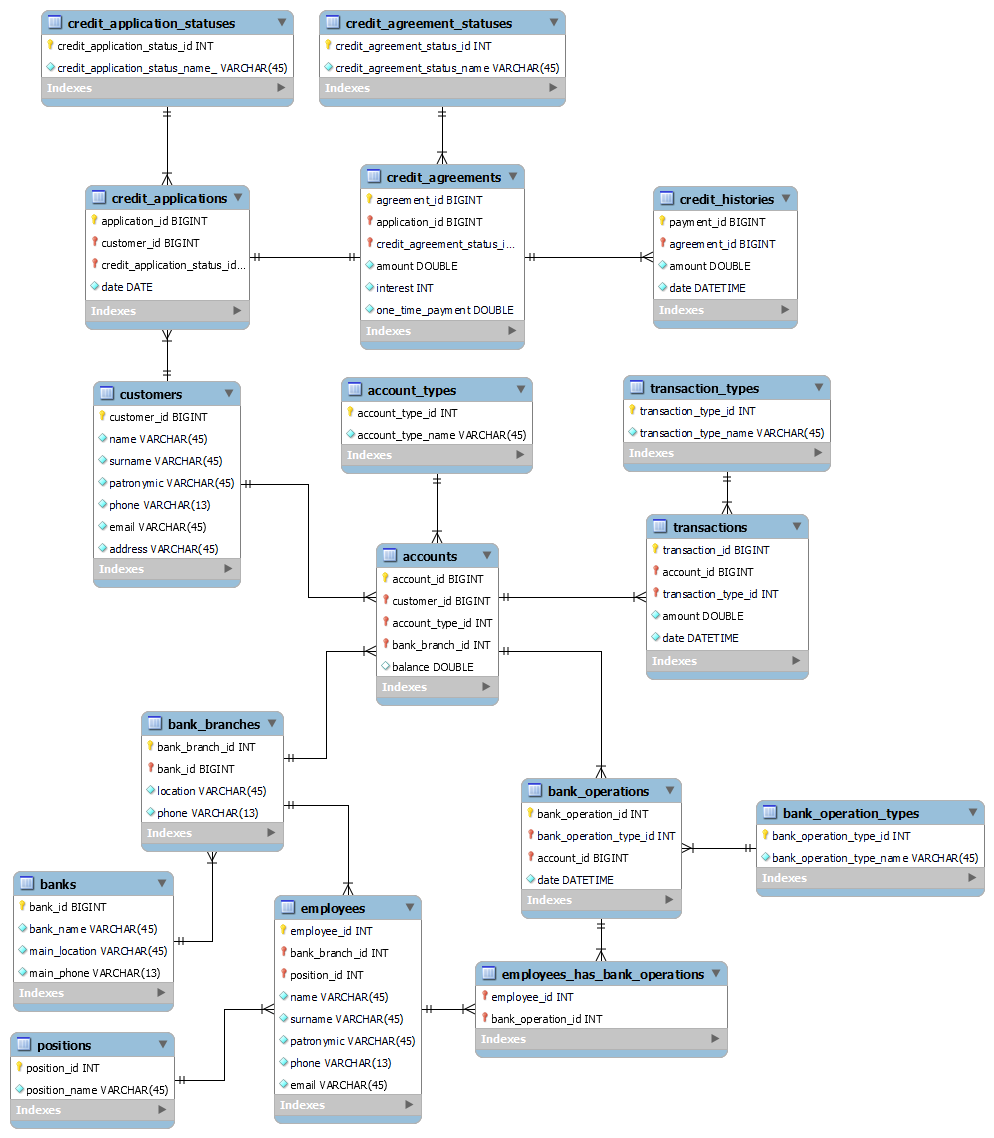 credit_application_statuses
credit_application_status_id INT
credit_application_status_name_ VARCHAR(45)
Indexes
credit_agreement_statuses
credit_agreement_status_id INT
credit_agreement_status_name VARCHAR(45)
Indexes
credit_applications
application_id BIGINT
customer_id BIGINT
credit_application_status_id...
date DATE
Indexes
credit_agreements
agreement_id BIGINT
application_id BIGINT
credit_agreement_status_i...
amount DOUBLE
interest INT
one_time_payment DOUBLE
Indexes
credit_histories
payment_id BIGINT
agreement_id BIGINT
amount DOUBLE
date DATETIME
Indexes
customers
customer_id BIGINT
name VARCHAR(45)
surname VARCHAR(45)
patronymic VARCHAR(45)
phone VARCHAR(13)
email VARCHAR(45)
address VARCHAR(45)
Indexes
account_types
account_type_id INT
account_type_name VARCHAR(45)
Indexes
transaction_types
transaction_type_id INT
transaction_type_name VARCHAR(45)
Indexes
accounts
account_id BIGINT
customer_id BIGINT
account_type_id INT
bank_branch_id INT
balance DOUBLE
Indexes
transactions
transaction_id BIGINT
account_id BIGINT
transaction_type_id INT
amount DOUBLE
date DATETIME
Indexes
bank_branches
bank_branch_id INT
bank_id BIGINT
location VARCHAR(45)
phone VARCHAR(13)
Indexes
bank_operations
bank_operation_id INT
bank_operation_type_id INT
account_id BIGINT
date DATETIME
Indexes
bank_operation_types
bank_operation_type_id INT
bank_operation_type_name VARCHAR(45)
Indexes
banks
bank_id BIGINT
bank_name VARCHAR(45)
main_location VARCHAR(45)
main_phone VARCHAR(13)
Indexes
employees
employee_id INT
bank_branch_id INT
position_id INT
name VARCHAR(45)
surname VARCHAR(45)
patronymic VARCHAR(45)
phone VARCHAR(13)
email VARCHAR(45)
Indexes
employees_has_bank_operations
employee_id INT
bank_operation_id INT
Indexes
positions
position_id INT
position_name VARCHAR(45)
Indexes